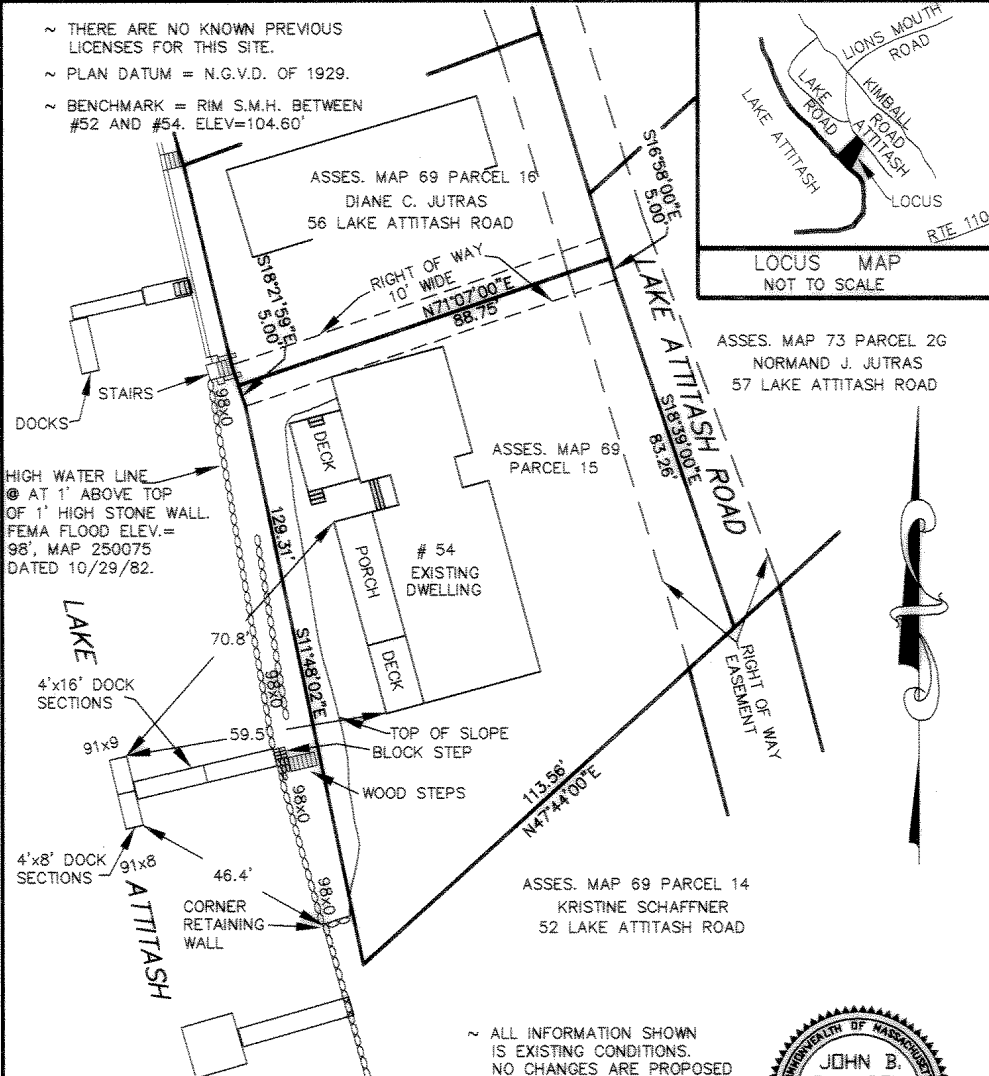 ~ THERE ARE NO KNOWN PREVIOUS
LICENSES FOR THIS SITE.
~ PLAN DATUM = N.G.V.D. OF 1929.
~ BENCHMARK = RIM S.M.H. BETWEEN
#52 AND #54. ELEV=104.60'
LIONS MOUTH
ROAD
LAKE
ROAD
KIMBALL
ROAD
ATTITASH
LAKE ATTITASH
LOCUS
RTE 110
LOCUS MAP
NOT TO SCALE
ASSES. MAP 69 PARCEL 16
DIANE C. JUTRAS
56 LAKE ATTITASH ROAD
S16°58'00"E
5.00'
RIGHT OF WAY
10' WIDE
N71°07'00"E
88.75'
S18°21'59"E
5.00'
LAKE ATTITASH ROAD
S18°39'00"E
83.26'
ASSES. MAP 73 PARCEL 2G
NORMAND J. JUTRAS
57 LAKE ATTITASH ROAD
DOCKS
STAIRS
98x0
HIGH WATER LINE
@ AT 1' ABOVE TOP
OF 1' HIGH STONE WALL.
FEMA FLOOD ELEV.=
98', MAP 250075
DATED 10/29/82.
DECK
ASSES. MAP 69
PARCEL 15
129.31'
S11°48'02"E
PORCH
# 54
EXISTING
DWELLING
DECK
LAKE
ATTITASH
70.8'
4'x16' DOCK
SECTIONS
98x0
91x9
59.5'
TOP OF SLOPE
BLOCK STEP
WOOD STEPS
98x0
RIGHT OF WAY
EASEMENT
113.56'
N47°44'00"E
4'x8' DOCK
SECTIONS
91x8
46.4'
98x0
CORNER
RETAINING
WALL
ASSES. MAP 69 PARCEL 14
KRISTINE SCHAFFNER
52 LAKE ATTITASH ROAD
~ ALL INFORMATION SHOWN
IS EXISTING CONDITIONS.
NO CHANGES ARE PROPOSED
OF MASSACHUSE
JOHN B.